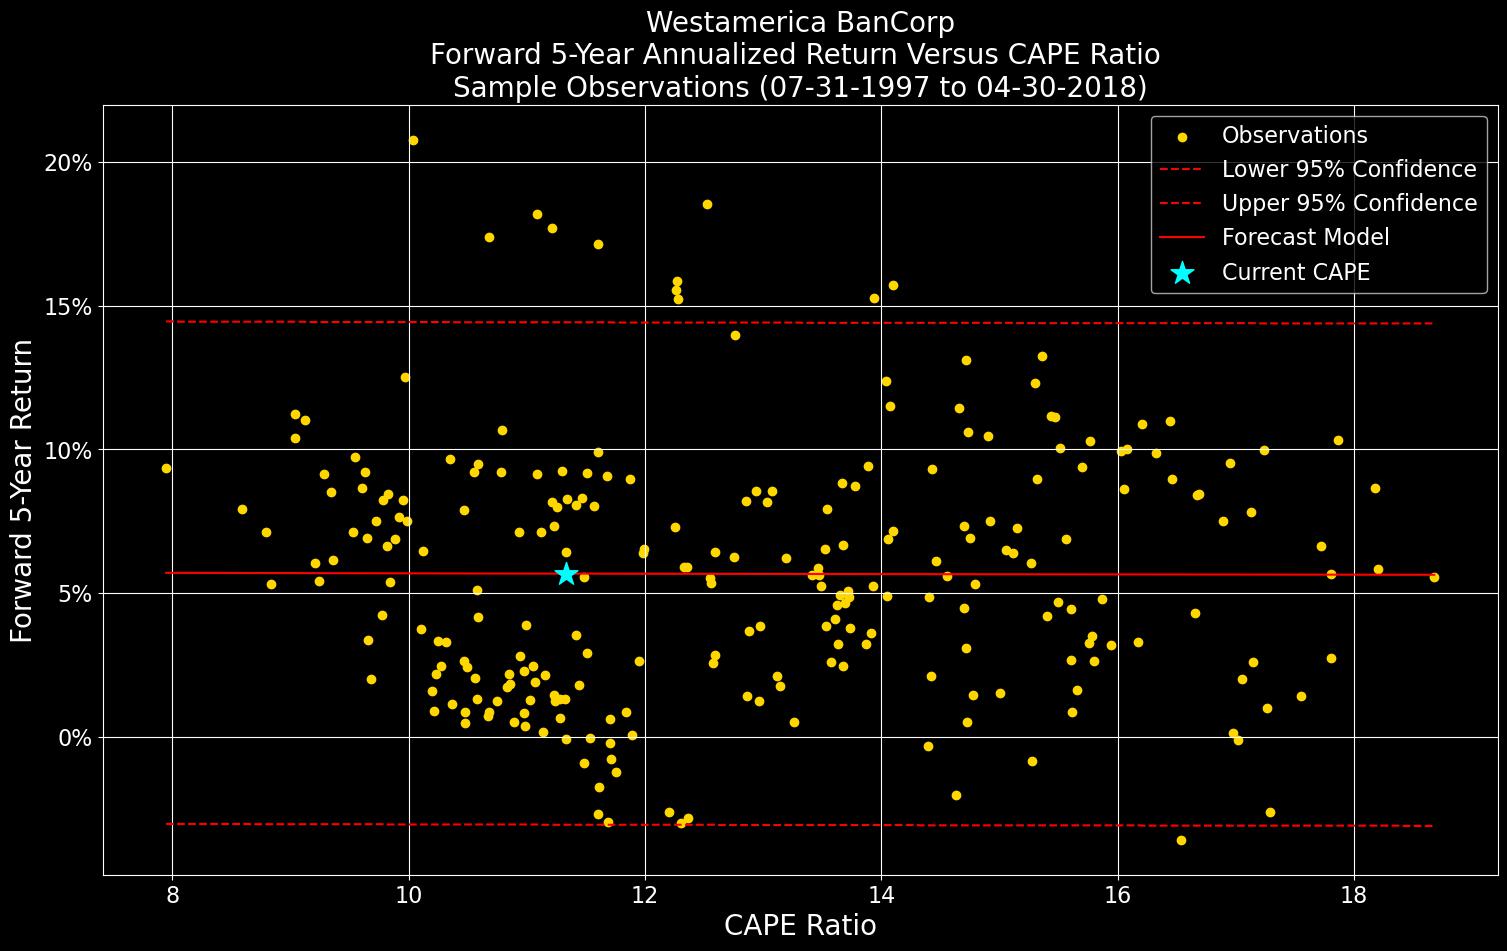 Westamerica BanCorp
Forward 5-Year Annualized Return Versus CAPE Ratio
Sample Observations (07-31-1997 to 04-30-2018)
Observations
Lower 95% Confidence
Upper 95% Confidence
Forecast Model
Current CAPE
Forward 5-Year Return
20%
15%
10%
5%
0%
8 10 12 14 16 18
CAPE Ratio